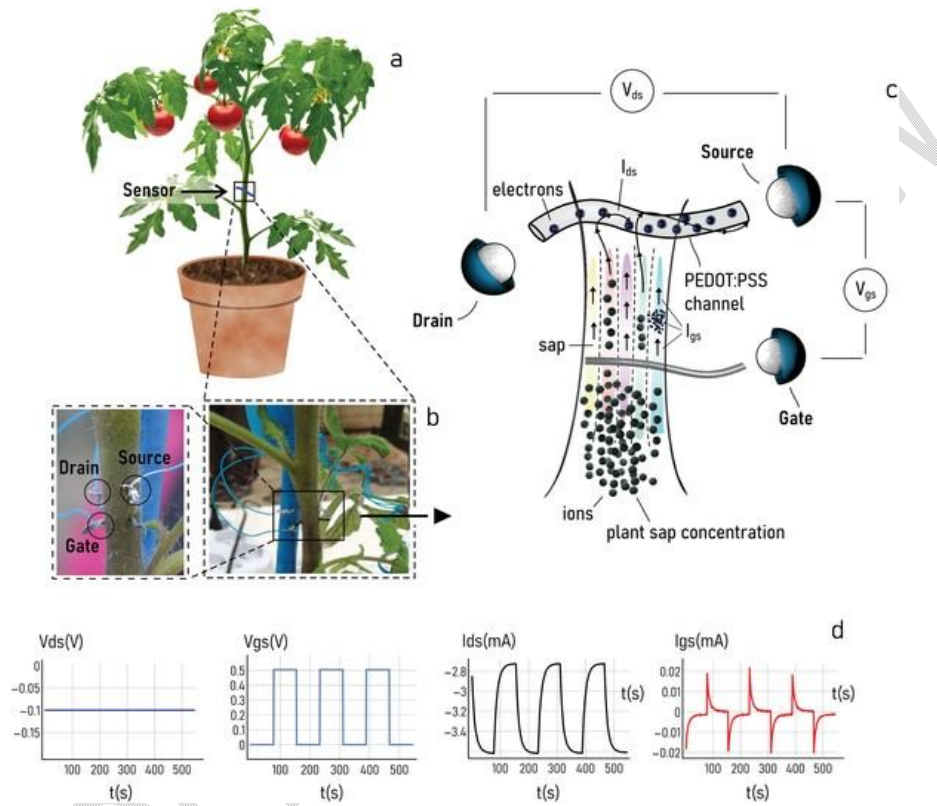 a
Sensor
c
Vds
Source
Ids
electrons
PEDOT:PSS
channel
Vgs
Drain
Igs
sap
Gate
ions
plant sap concentration
b
Drain
Source
Gate
d
Vds(V)
0
-0.05
-0.1
-0.15
100 200 300 400 500
t(s)
Vgs(V)
0.5
0.4
0.3
0.2
0.1
0
100 200 300 400 500
t(s)
Ids(mA)
-2.8
-3
-3.2
-3.4
t(s)
100 200 300 400 500
t(s)
Igs(mA)
0.02
0.01
0
-0.01
-0.02
t(s)
100 200 300 400 500
t(s)